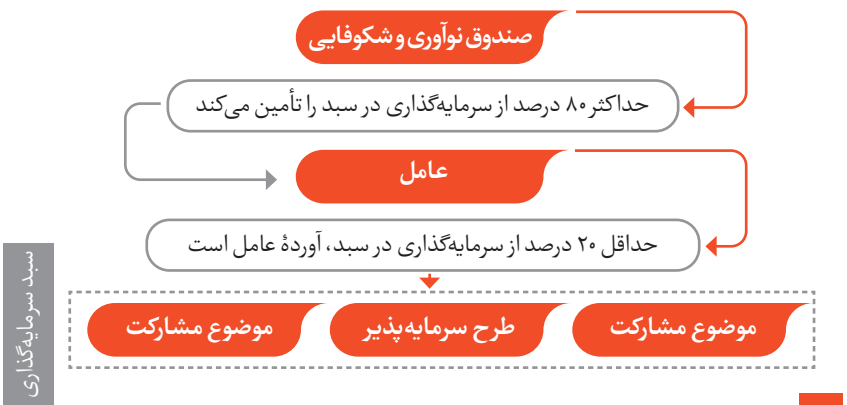 صندوق نوآوری و شکوفایی
حداکثر ۸۰ درصد از سرمایه‌گذاری در سبد را تأمین می‌کند
عامل
حداقل ۲۰ درصد از سرمایه‌گذاری در سبد، آوردهٔ عامل است
موضوع مشارکت
طرح سرمایه‌پذیر
موضوع مشارکت
سبد سرمایه‌گذاری